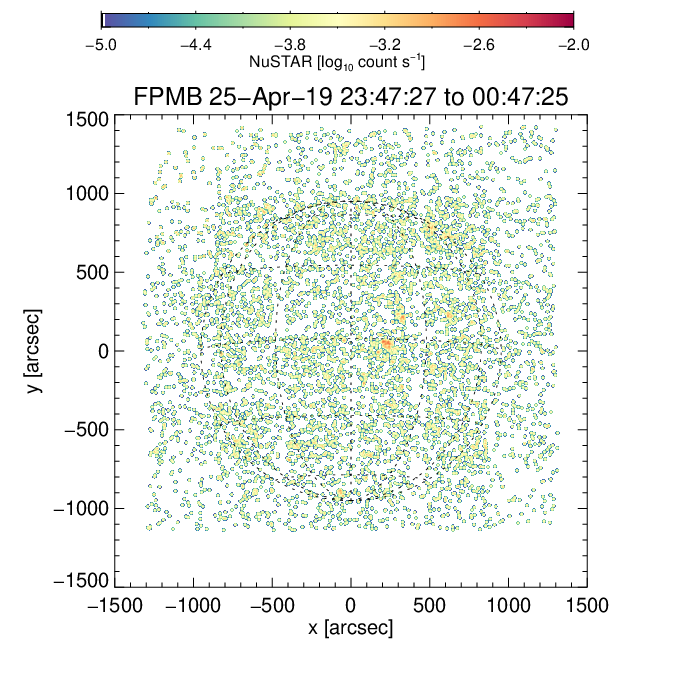 −5.0 −4.4 −3.8 −3.2 −2.6 −2.0
NuSTAR [log₁₀ count s⁻¹]
FPMB 25−Apr−19 23:47:27 to 00:47:25
1500
1000
500
0
−500
−1000
−1500
y [arcsec]
−1500 −1000 −500 0 500 1000 1500
x [arcsec]